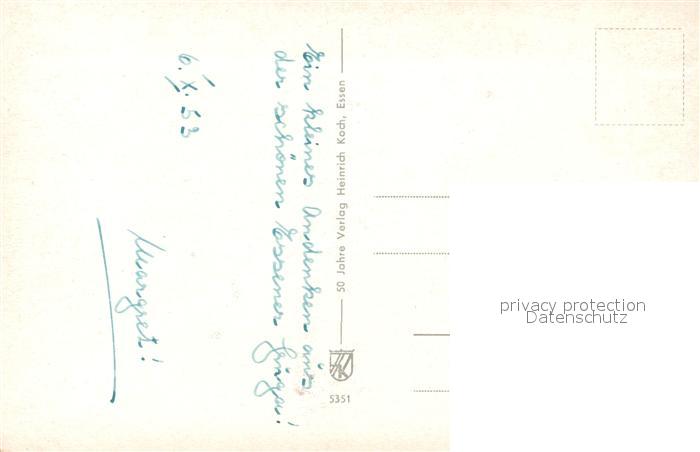 Ein kleines Andenken aus
der schönen Essener
6./X.53
Margret!
50 Jahre Verlag Heinrich Koch, Essen
5351
privacy protection
Datenschutz